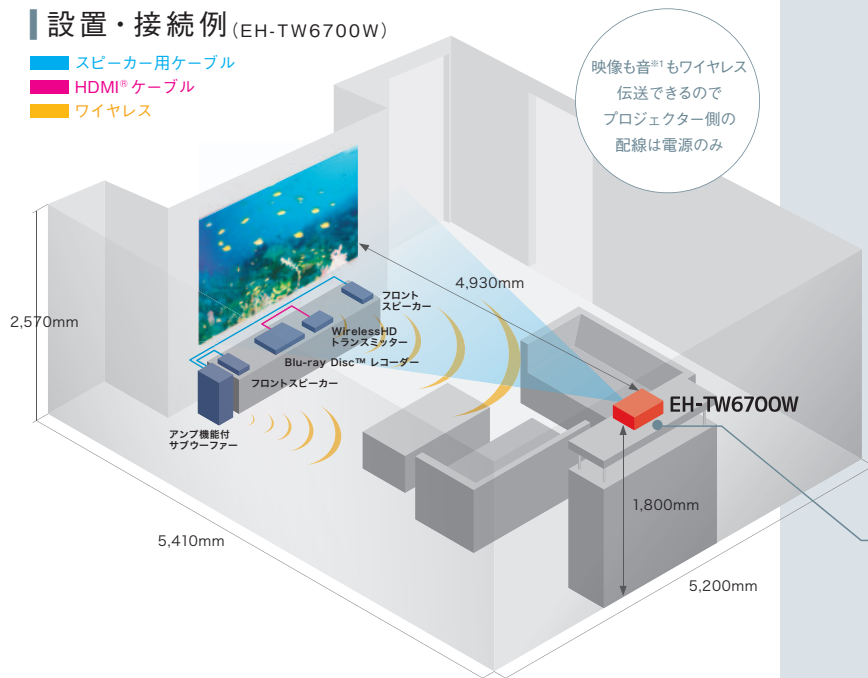 設置・接続例(EH-TW6700W)
スピーカー用ケーブル
HDMI®ケーブル
ワイヤレス
映像も音※1もワイヤレス
伝送できるので
プロジェクター側の
配線は電源のみ
4,930mm
2,570mm
フロント
スピーカー
WirelessHD
トランスミッター
Blu-ray Disc™ レコーダー
フロントスピーカー
EH-TW6700W
アンプ機能付
サブウーファー
1,800mm
5,410mm
5,200mm